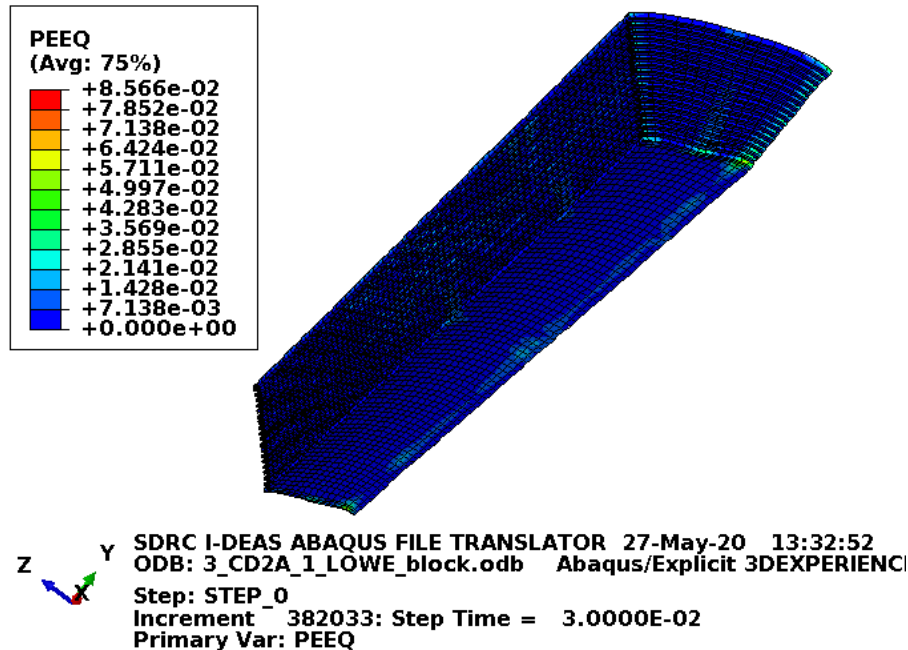 PEEQ
(Avg: 75%)
+8.566e-02
+7.852e-02
+7.138e-02
+6.424e-02
+5.711e-02
+4.997e-02
+4.283e-02
+3.569e-02
+2.855e-02
+2.141e-02
+1.428e-02
+7.138e-03
+0.000e+00
Z Y X
SDRC I-DEAS ABAQUS FILE TRANSLATOR 27-May-20 13:32:52
ODB: 3_CD2A_1_LOWE_block.odb Abaqus/Explicit 3DEXPERIENC
Step: STEP_0
Increment 382033: Step Time = 3.0000E-02
Primary Var: PEEQ